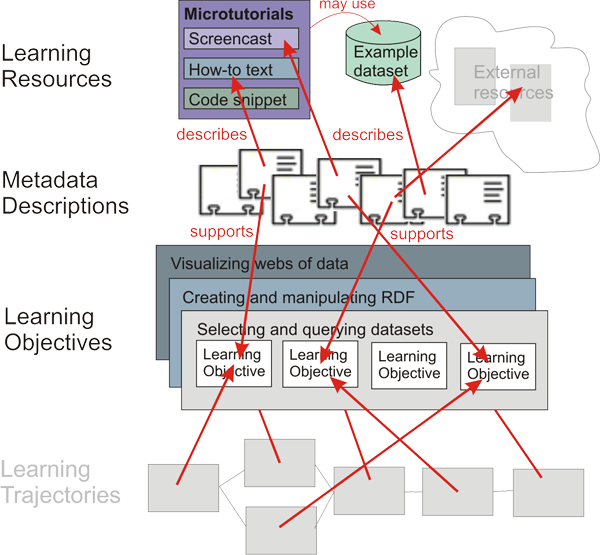 Learning
Resources
Microtutorials
Screencast
How-to text
Code snippet
may use
Example
dataset
External
resources
describes
describes
Metadata
Descriptions
supports
supports
Learning
Objectives
Visualizing webs of data
Creating and manipulating RDF
Selecting and querying datasets
Learning
Objective
Learning
Objective
Learning
Objective
Learning
Objective
Learning
Trajectories